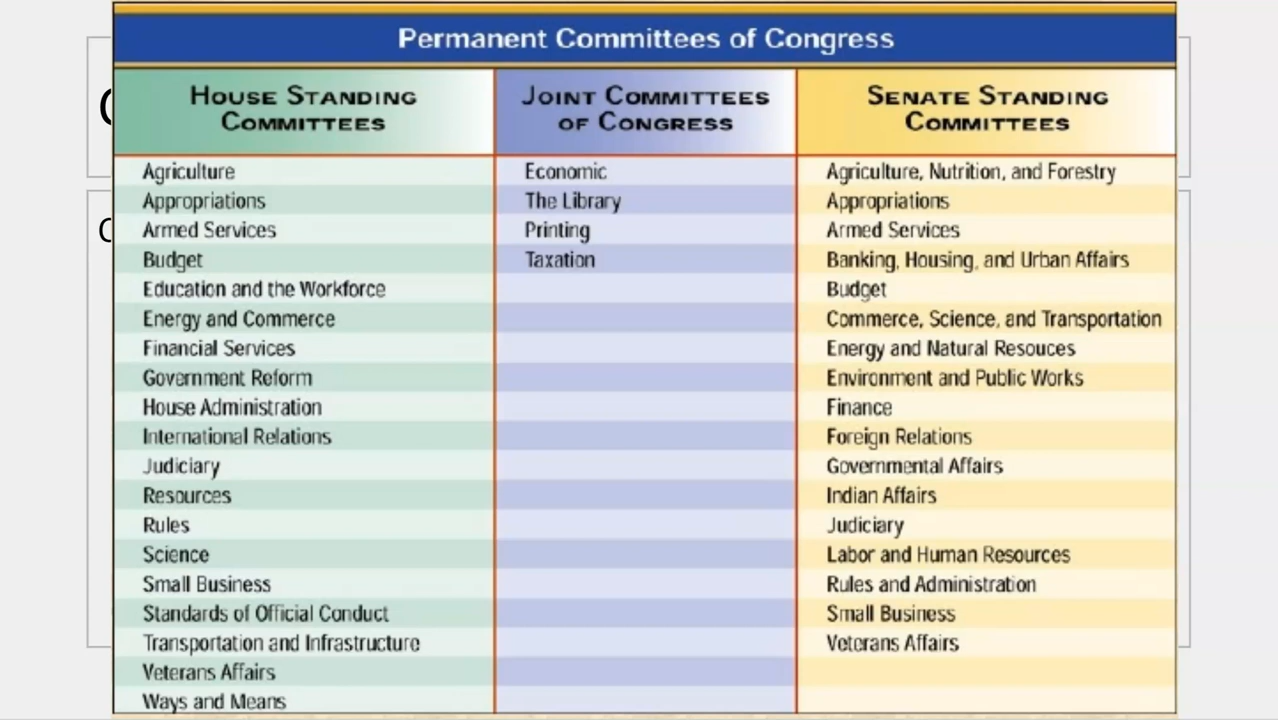 Permanent Committees of Congress
HOUSE STANDING
COMMITTEES
Agriculture
Appropriations
Armed Services
Budget
Education and the Workforce
Energy and Commerce
Financial Services
Government Reform
House Administration
International Relations
Judiciary
Resources
Rules
Science
Small Business
Standards of Official Conduct
Transportation and Infrastructure
Veterans Affairs
Ways and Means
JOINT COMMITTEES
OF CONGRESS
Economic
The Library
Printing
Taxation
SENATE STANDING
COMMITTEES
Agriculture, Nutrition, and Forestry
Appropriations
Armed Services
Banking, Housing, and Urban Affairs
Budget
Commerce, Science, and Transportation
Energy and Natural Resouces
Environment and Public Works
Finance
Foreign Relations
Governmental Affairs
Indian Affairs
Judiciary
Labor and Human Resources
Rules and Administration
Small Business
Veterans Affairs